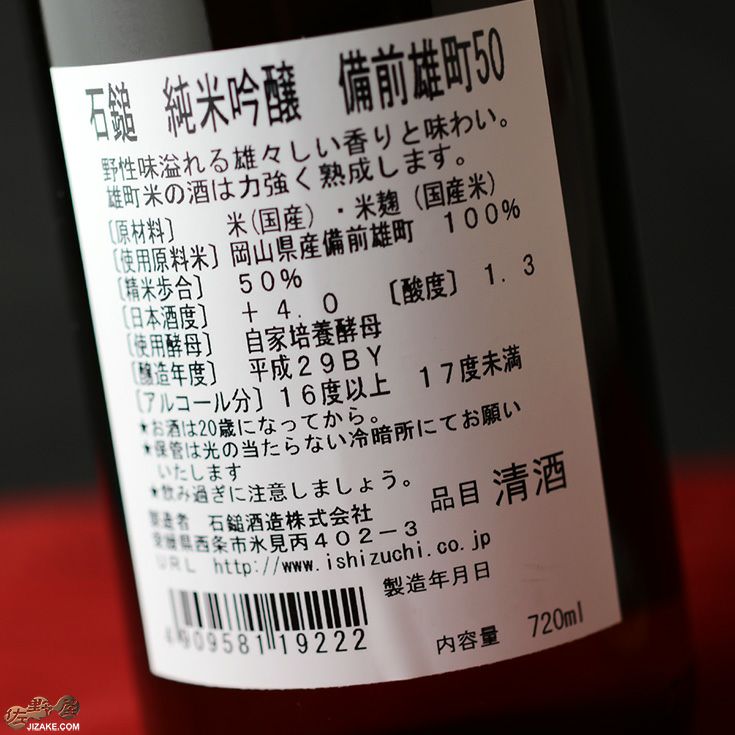 石鎚　純米吟醸　備前雄町50
野性味溢れる雄々しい香りと味わい。
雄町米の酒は力強く熟成します。
〔原材料〕　米(国産)・米麹(国産米)
〔使用原料米〕岡山県産備前雄町　100%
〔精米歩合〕　50%
〔日本酒度〕　+4.0　〔酸度〕1.3
〔使用酵母〕　自家培養酵母
〔醸造年度〕　平成29BY
〔アルコール分〕16度以上　17度未満
★お酒は20歳になってから。
★保管は光の当たらない冷暗所にてお願い
いたします
★飲み過ぎに注意しましょう。
品目 清酒
製造者　石鎚酒造株式会社
愛媛県西条市氷見丙402-3
URL　http://www.ishizuchi.co.jp
製造年月日
4909581119222
内容量　720ml
佐野屋
JIZAKE.COM